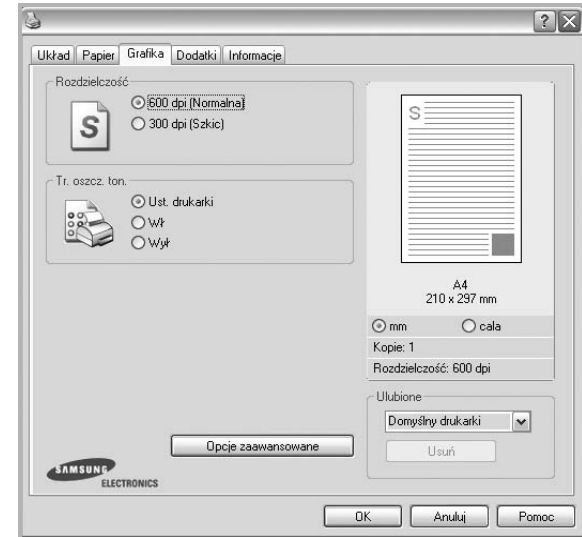 Układ Papier Grafika Dodatki Informacje
Rozdzielczość
S
600 dpi (Normalna)
300 dpi (Szkic)
Tr. oszcz. ton.
Ust. drukarki
Wł
Wył
Opcje zaawansowane
SAMSUNG
ELECTRONICS
S
A4
210 x 297 mm
mm cala
Kopie: 1
Rozdzielczość: 600 dpi
Ulubione
Domyślny drukarki
Usuń
OK Anuluj Pomoc